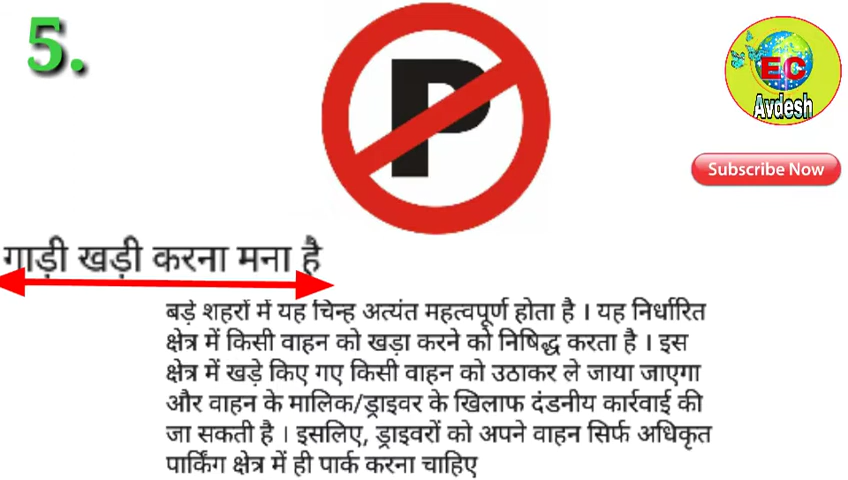 5.
P
EC
Avdesh
Subscribe Now
गाड़ी खड़ी करना मना है
बड़े शहरों में यह चिन्ह अत्यंत महत्वपूर्ण होता है । यह निर्धारित
क्षेत्र में किसी वाहन को खड़ा करने को निषिद्ध करता है । इस
क्षेत्र में खड़े किए गए किसी वाहन को उठाकर ले जाया जाएगा
और वाहन के मालिक/ड्राइवर के खिलाफ दंडनीय कार्रवाई की
जा सकती है । इसलिए, ड्राइवरों को अपने वाहन सिर्फ अधिकृत
पार्किंग क्षेत्र में ही पार्क करना चाहिए